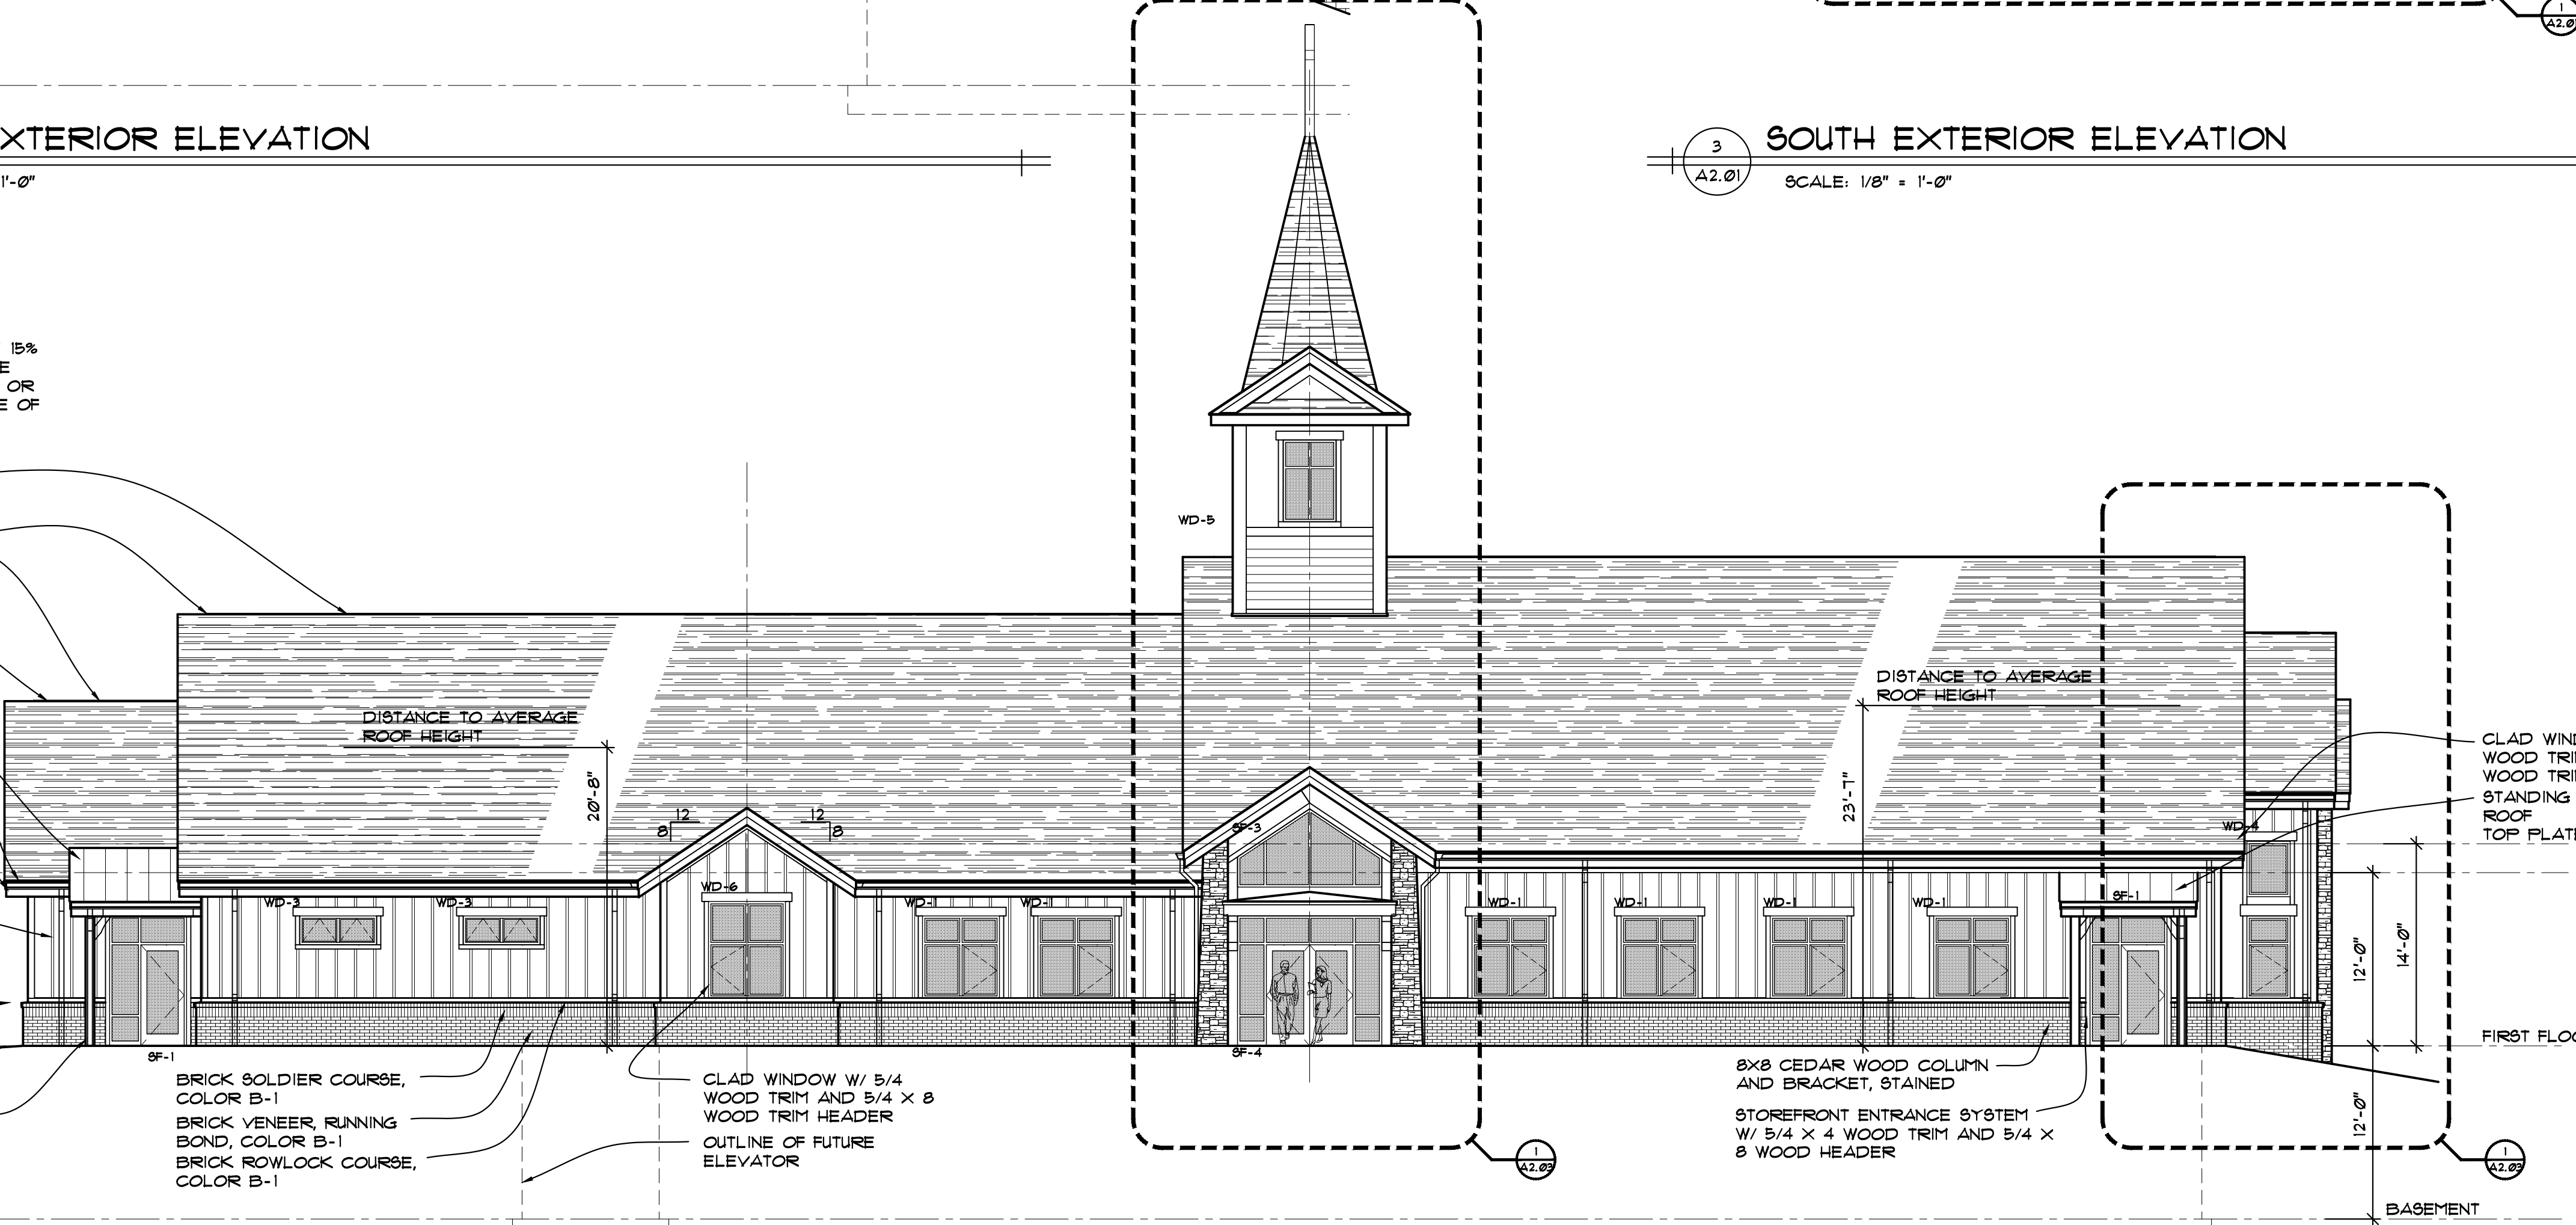 1
A2.0
XTERIOR ELEVATION
1'-0"
3
A2.01
SOUTH EXTERIOR ELEVATION
SCALE: 1/8" = 1'-0"
15%
E
OR
E OF
WD-5
DISTANCE TO AVERAGE
ROOF HEIGHT
20'-8"
12
8
12
8
DISTANCE TO AVERAGE
ROOF HEIGHT
23'-7"
SF-3
WD-4
WD-3
WD-3
WD-6
WD-1
WD-1
WD-1
WD-1
WD-1
WD-1
SF-1
CLAD WIND
WOOD TRI
WOOD TRI
STANDING
ROOF
TOP PLAT
12'-0"
14'-0"
FIRST FLOO
SF-1
SF-4
BRICK SOLDIER COURSE,
COLOR B-1
BRICK VENEER, RUNNING
BOND, COLOR B-1
BRICK ROWLOCK COURSE,
COLOR B-1
CLAD WINDOW W/ 5/4
WOOD TRIM AND 5/4 X 8
WOOD TRIM HEADER
OUTLINE OF FUTURE
ELEVATOR
1
A2.03
8X8 CEDAR WOOD COLUMN
AND BRACKET, STAINED
STOREFRONT ENTRANCE SYSTEM
W/ 5/4 X 4 WOOD TRIM AND 5/4 X
8 WOOD HEADER
12'-0"
1
A2.03
BASEMENT